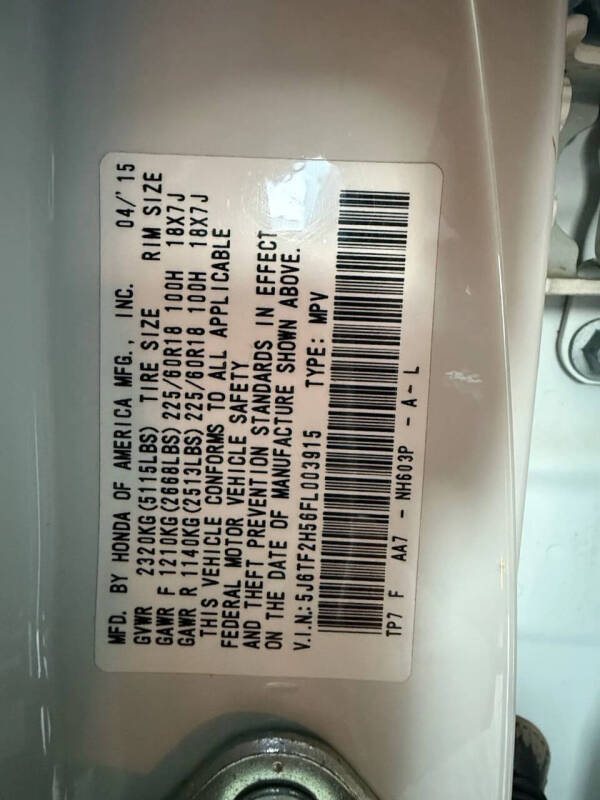 MFD. BY HONDA OF AMERICA MFG., INC. 04/'15
GVWR 2320KG(5115LBS) TIRE SIZE RIM SIZE
GAWR F 1210KG(2668LBS) 225/60R18 100H 18X7J
GAWR R 1140KG(2513LBS) 225/60R18 100H 18X7J
THIS VEHICLE CONFORMS TO ALL APPLICABLE
FEDERAL MOTOR VEHICLE SAFETY
AND THEFT PREVENTION STANDARDS IN EFFECT
ON THE DATE OF MANUFACTURE SHOWN ABOVE.
V.I.N.:5J6TF2H56FL003915 TYPE: MPV
TP7 F AA7 - NH603P - A - L